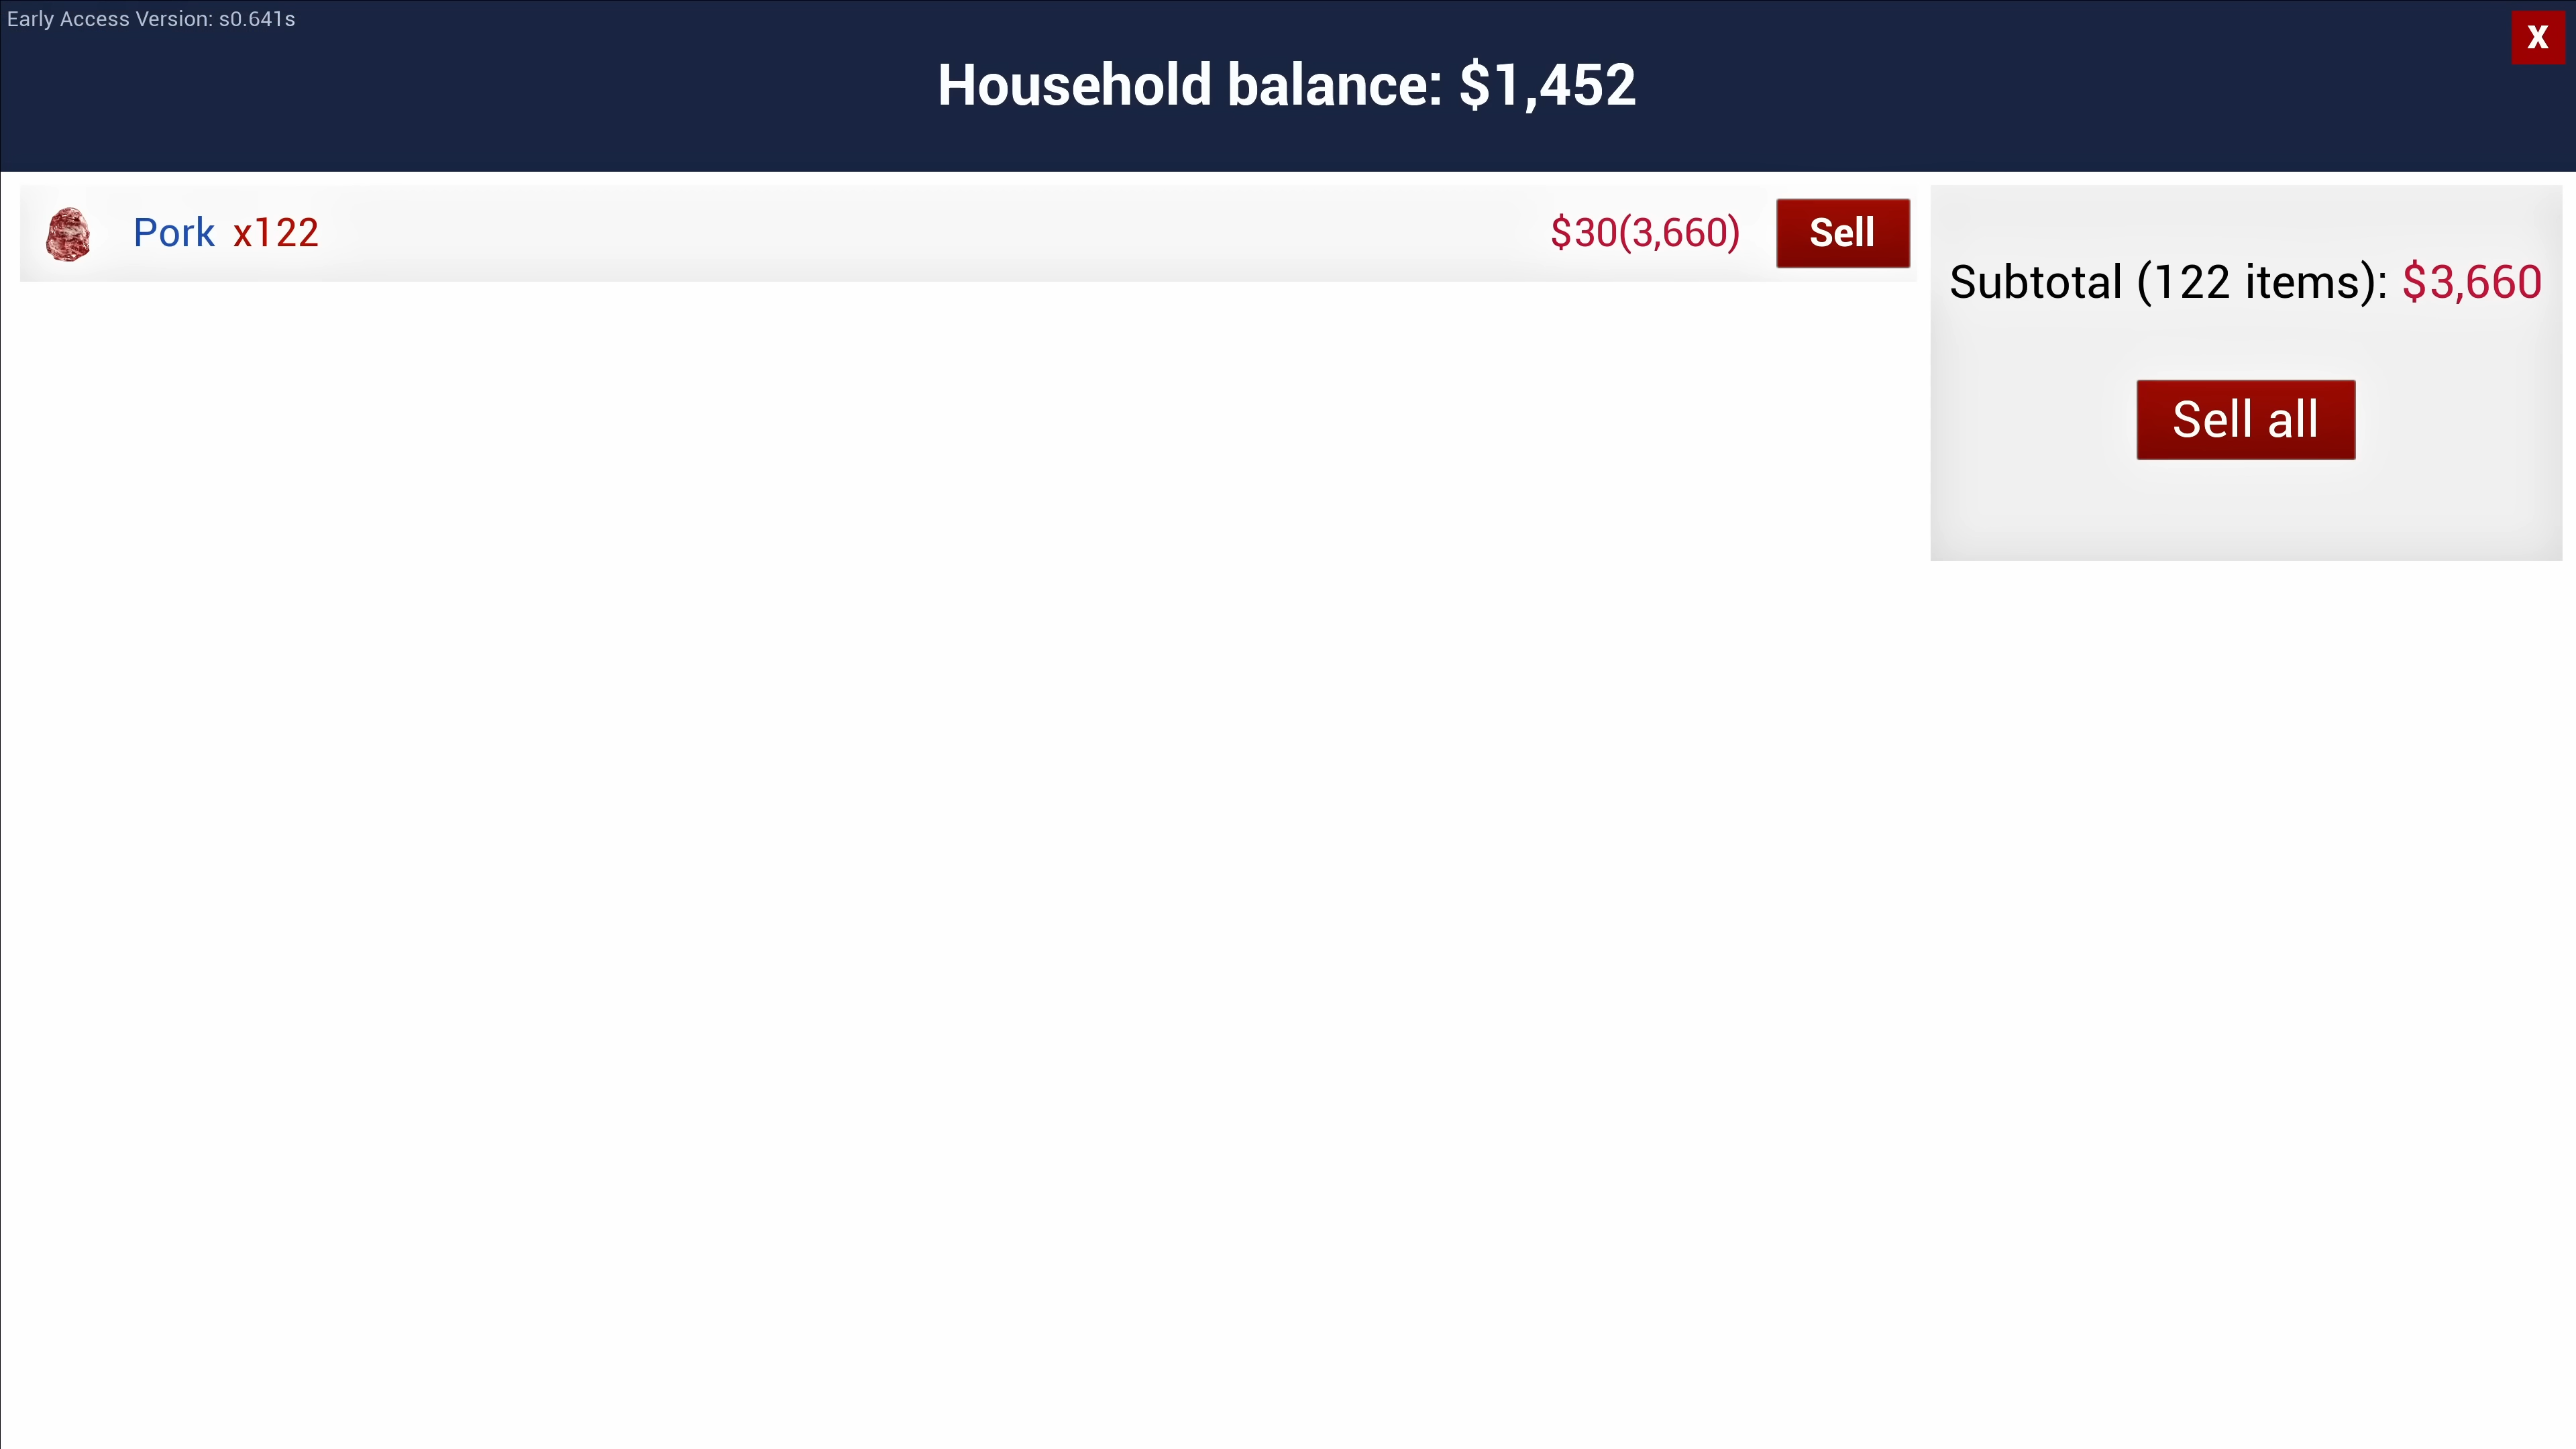 Early Access Version: s0.641s
X
Household balance: $1,452
Pork x122 $30(3,660) Sell
Subtotal (122 items): $3,660
Sell all